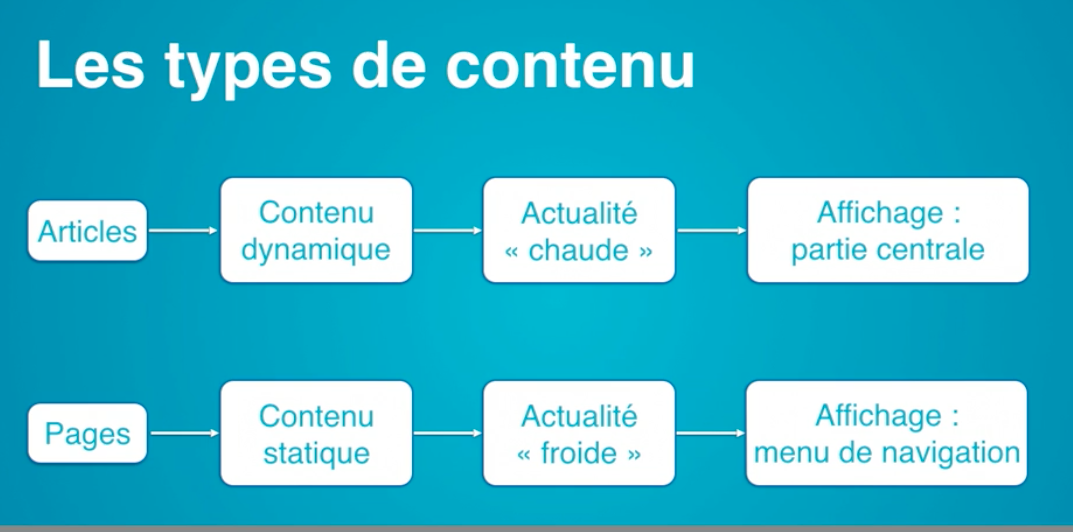 Les types de contenu
Articles
Contenu
dynamique
Actualité
« chaude »
Affichage :
partie centrale
Pages
Contenu
statique
Actualité
« froide »
Affichage :
menu de navigation